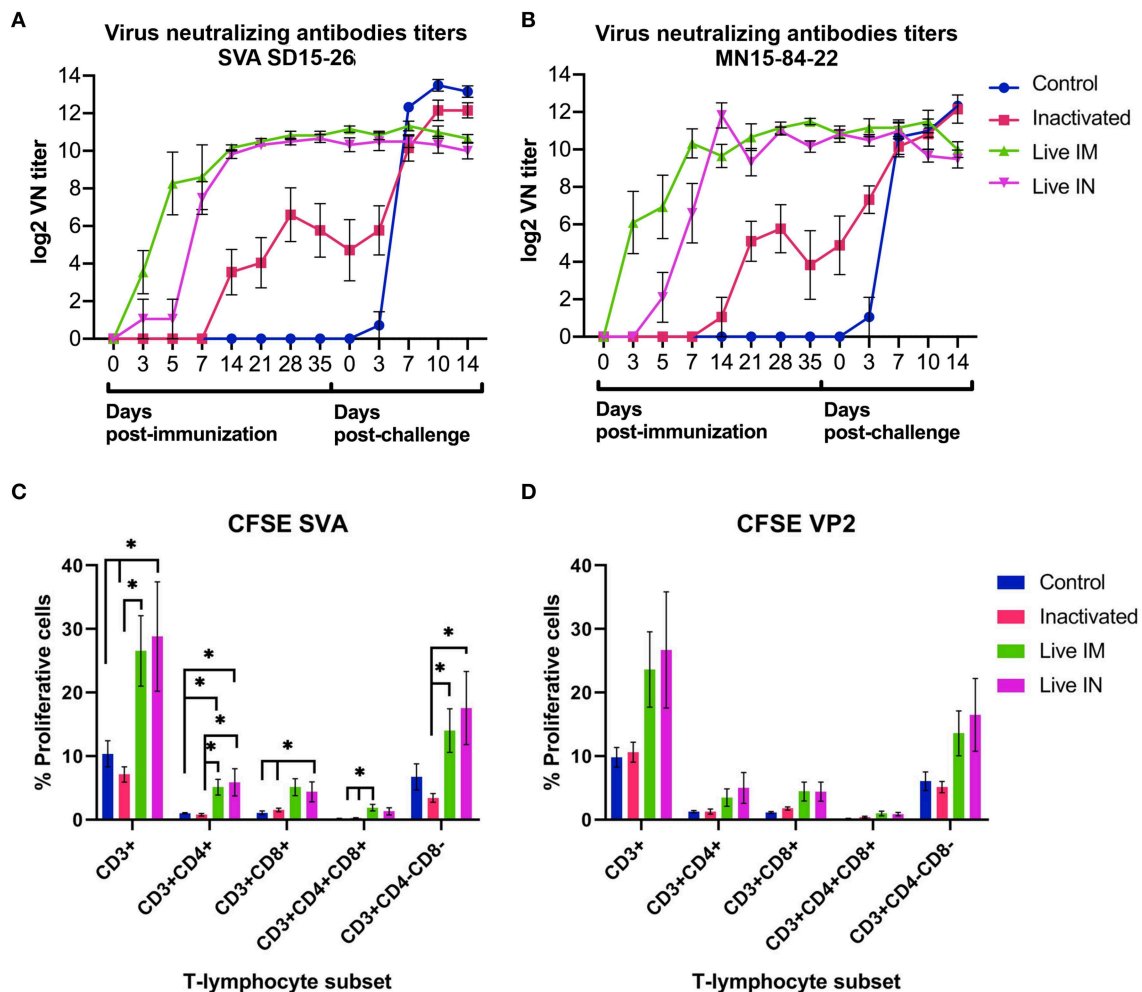 A
Virus neutralizing antibodies titers
SVA SD15-26
log2 VN titer
14
12
10
8
6
4
2
0
0 3 5 7 14 21 28 35 0 3 7 10 14
Days
post-immunization
Days
post-challenge
B
Virus neutralizing antibodies titers
MN15-84-22
log2 VN titer
14
12
10
8
6
4
2
0
0 3 5 7 14 21 28 35 0 3 7 10 14
Days
post-immunization
Days
post-challenge
Control
Inactivated
Live IM
Live IN
C
CFSE SVA
% Proliferative cells
40
30
20
10
0
* * * * * * * * * *
CD3+
CD3+CD4+
CD3+CD8+
CD3+CD4+CD8+
CD3+CD4-CD8-
T-lymphocyte subset
D
CFSE VP2
% Proliferative cells
40
30
20
10
0
CD3+
CD3+CD4+
CD3+CD8+
CD3+CD4+CD8+
CD3+CD4-CD8-
T-lymphocyte subset
Control
Inactivated
Live IM
Live IN